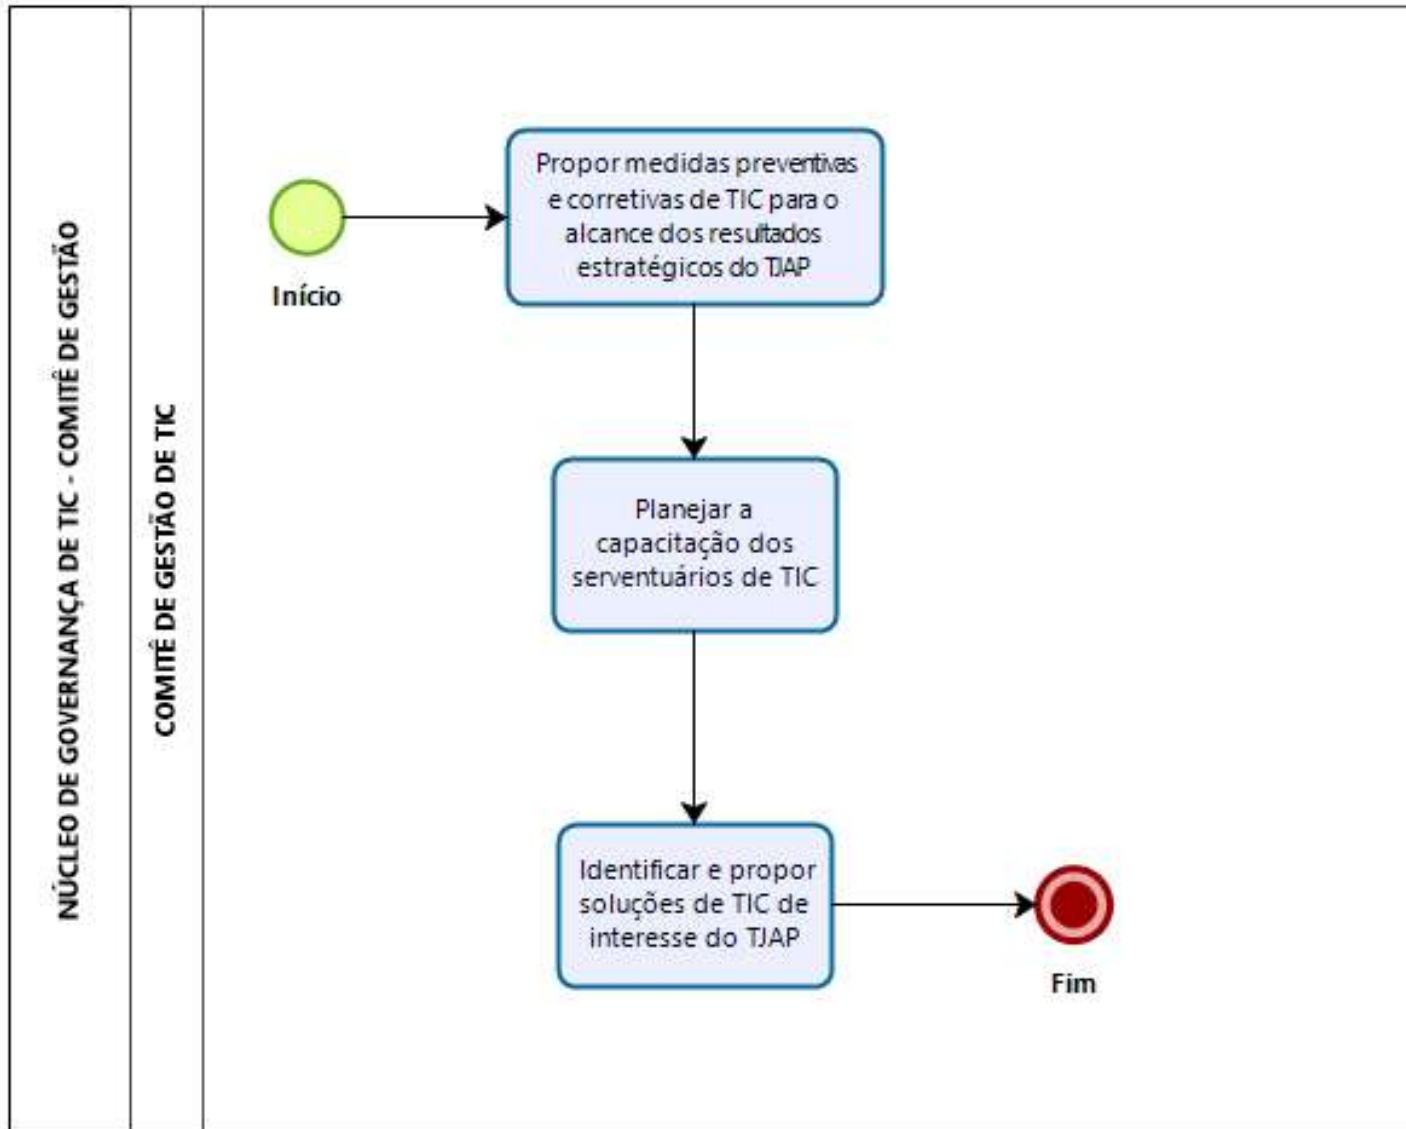 NÚCLEO DE GOVERNANÇA DE TIC - COMITÊ DE GESTÃO
COMITÊ DE GESTÃO DE TIC
Início
Propor medidas preventivas
e corretivas de TIC para o
alcance dos resultados
estratégicos do TJAP
Planejar a
capacitação dos
serventuários de TIC
Identificar e propor
soluções de TIC de
interesse do TJAP
Fim